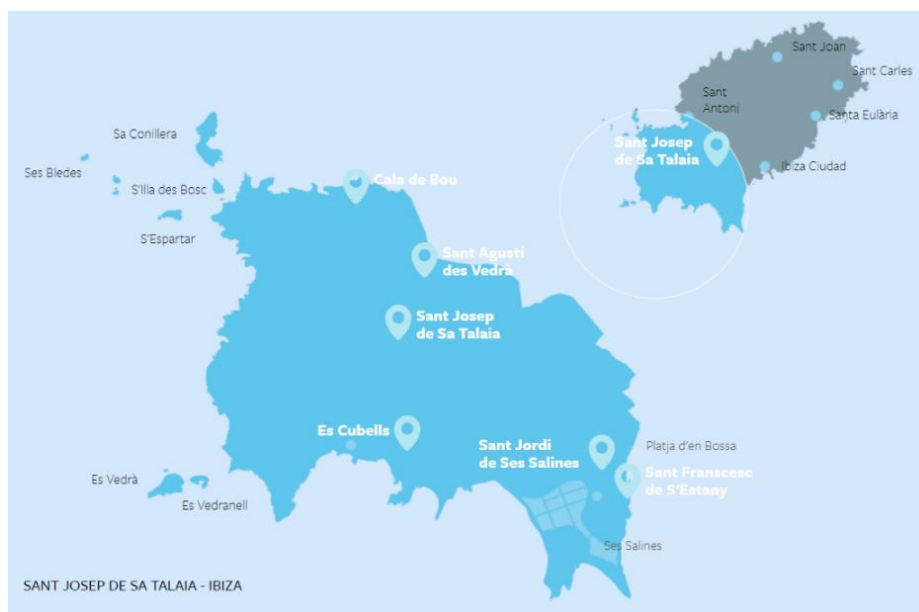 Sant Joan
Sant Carles
Sant
Antoni
Santa Eulària
Sant Josep
de Sa Talaia
Ibiza Ciudad
Sa Conillera
Ses Bledes
S'Illa des Bosc
S'Espartar
Cala de Bou
Sant Agustí
des Vedrà
Sant Josep
de Sa Talaia
Es Cubells
Sant Jordi
de Ses Salines
Platja d'en Bossa
Sant Franscesc
de S'Estany
Es Vedrà
Es Vedranell
Ses Salines
SANT JOSEP DE SA TALAIA - IBIZA